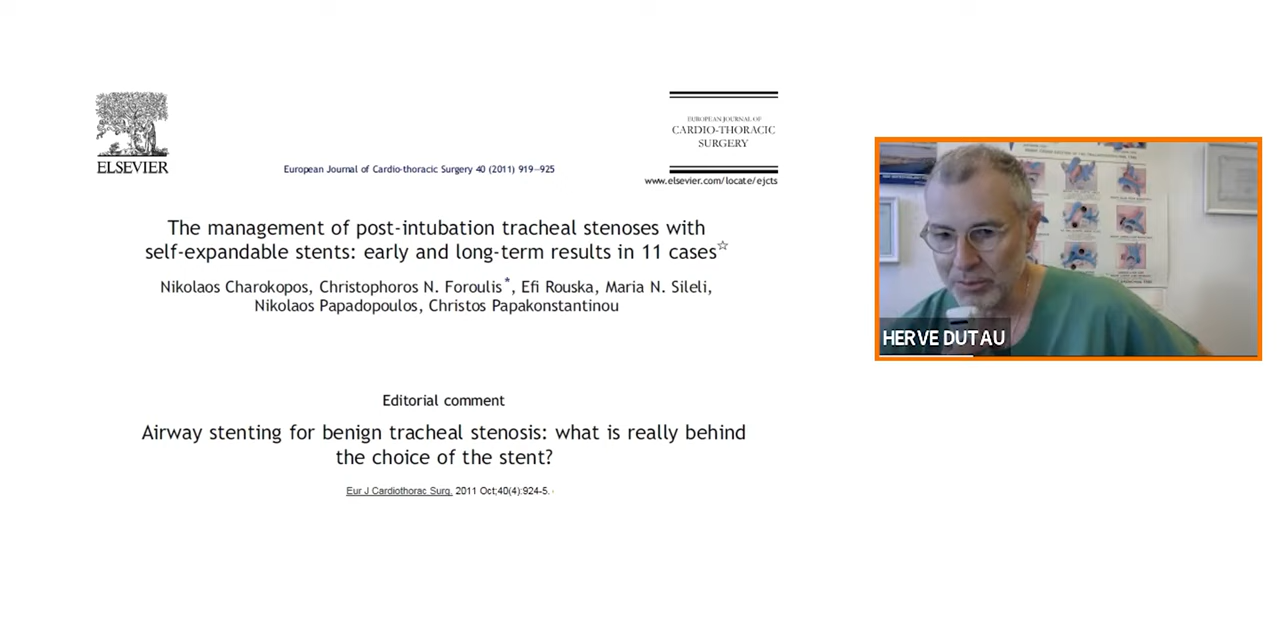 ELSEVIER
European Journal of Cardio-thoracic Surgery 40 (2011) 919—925
EUROPEAN JOURNAL OF
CARDIO-THORACIC
SURGERY
www.elsevier.com/locate/ejcts
The management of post-intubation tracheal stenoses with
self-expandable stents: early and long-term results in 11 cases☆
Nikolaos Charokopos, Christophoros N. Foroulis*, Efi Rouska, Maria N. Sileli,
Nikolaos Papadopoulos, Christos Papakonstantinou
Editorial comment
Airway stenting for benign tracheal stenosis: what is really behind
the choice of the stent?
Eur J Cardiothorac Surg. 2011 Oct;40(4):924-5.
HERVE DUTAU